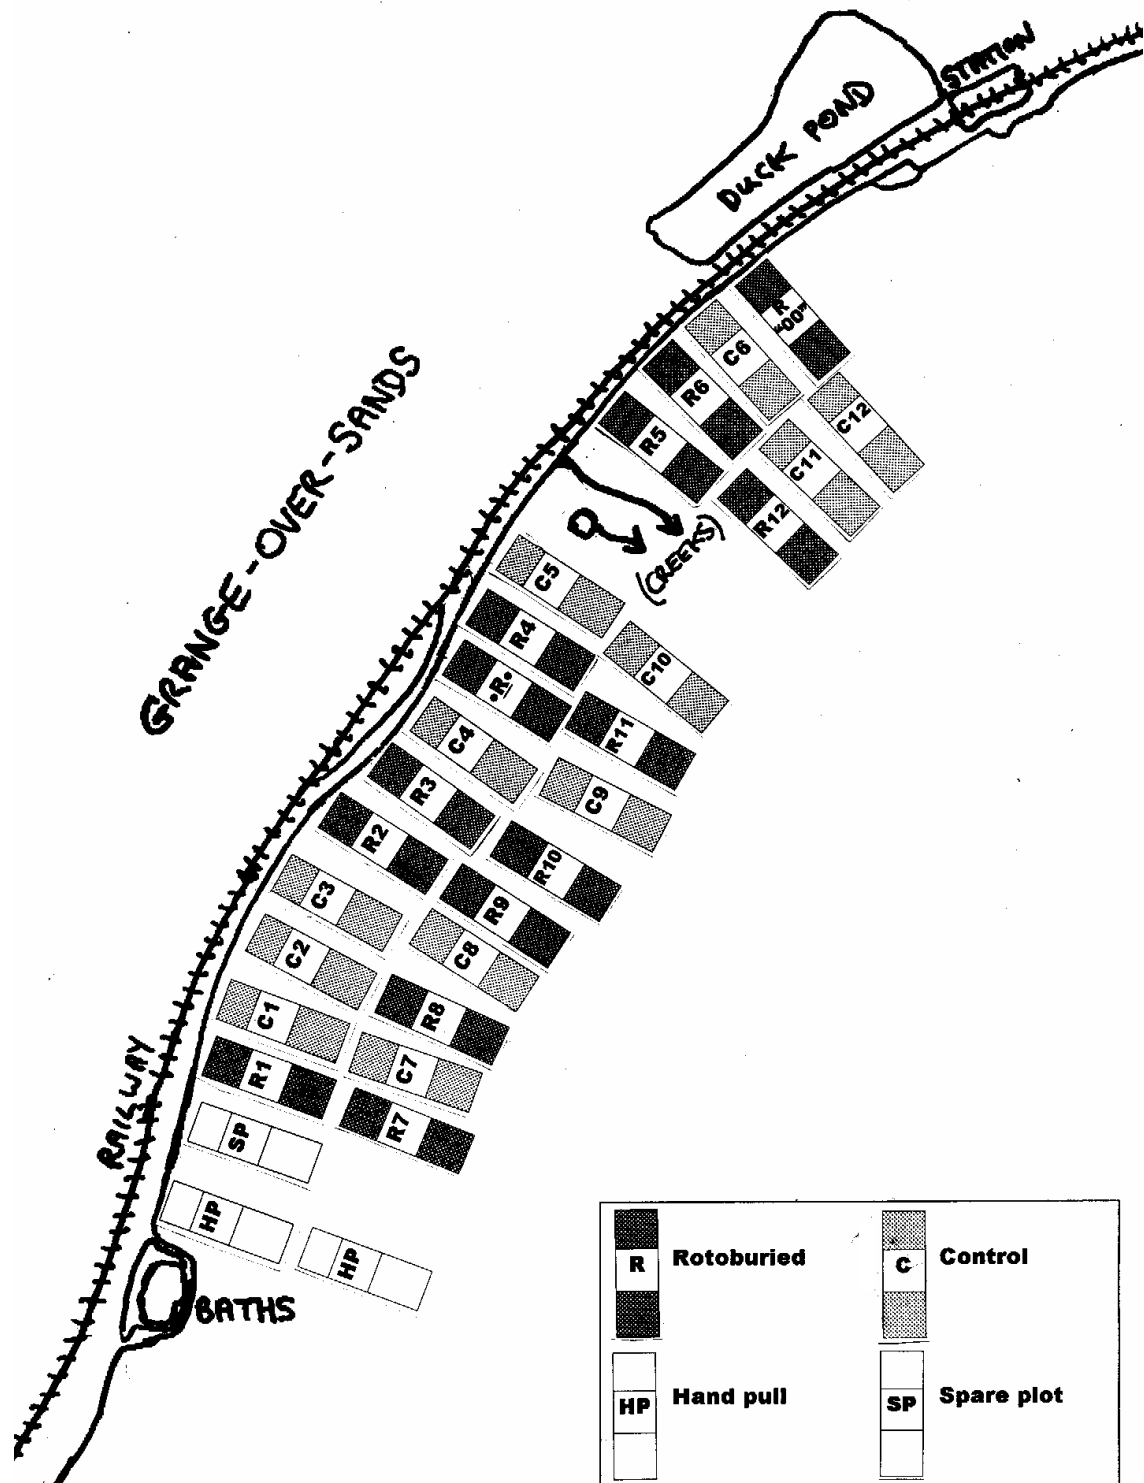 STATION
DUCK POND
R "00"
C6
R6
R5
C12
C11
R12
(CREEKS)
GRANGE-OVER-SANDS
C5
R4
•R•
C4
R3
R2
C3
C2
C1
R1
C10
R11
C9
R10
R9
C8
R8
C7
R7
RAILWAY
SP
HP
HP
BATHS
R Rotoburied
C Control
HP Hand pull
SP Spare plot